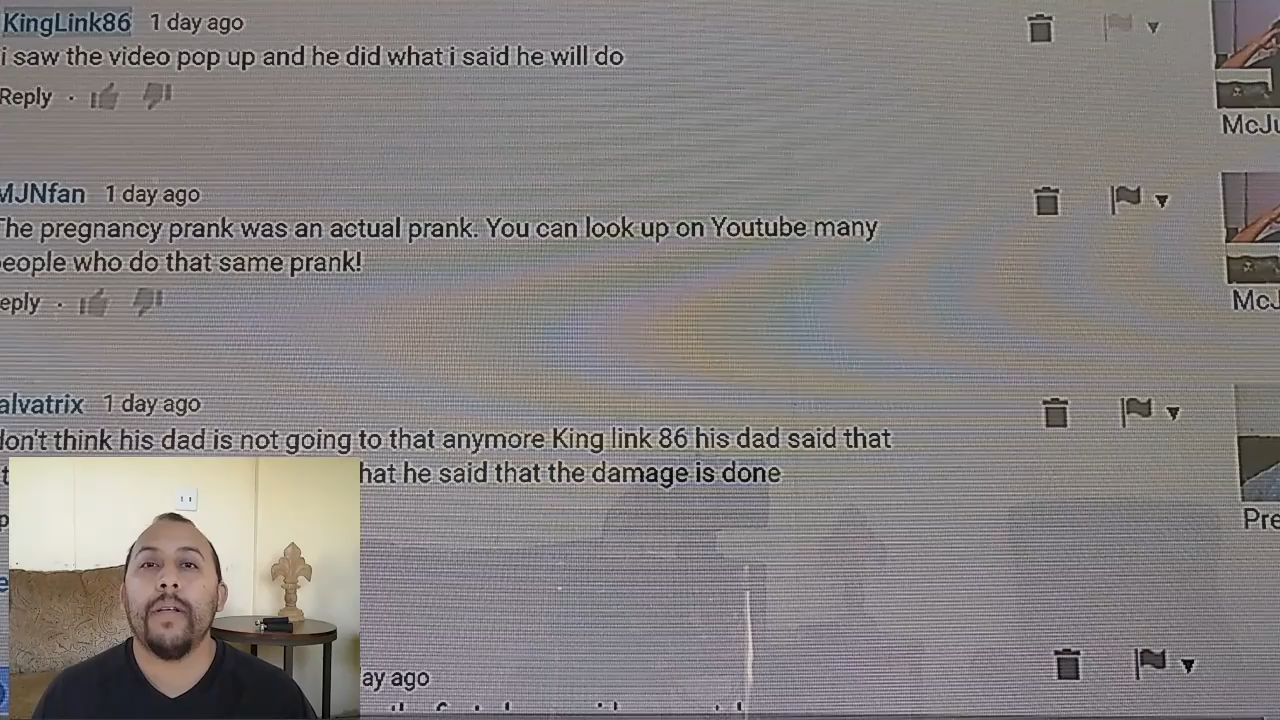 KingLink86 1 day ago
i saw the video pop up and he did what i said he will do
Reply ·
McJu
MJNfan 1 day ago
The pregnancy prank was an actual prank. You can look up on Youtube many
people who do that same prank!
eply ·
McJ
alvatrix 1 day ago
don't think his dad is not going to that anymore King link 86 his dad said that
hat he said that the damage is done
Pre
ay ago